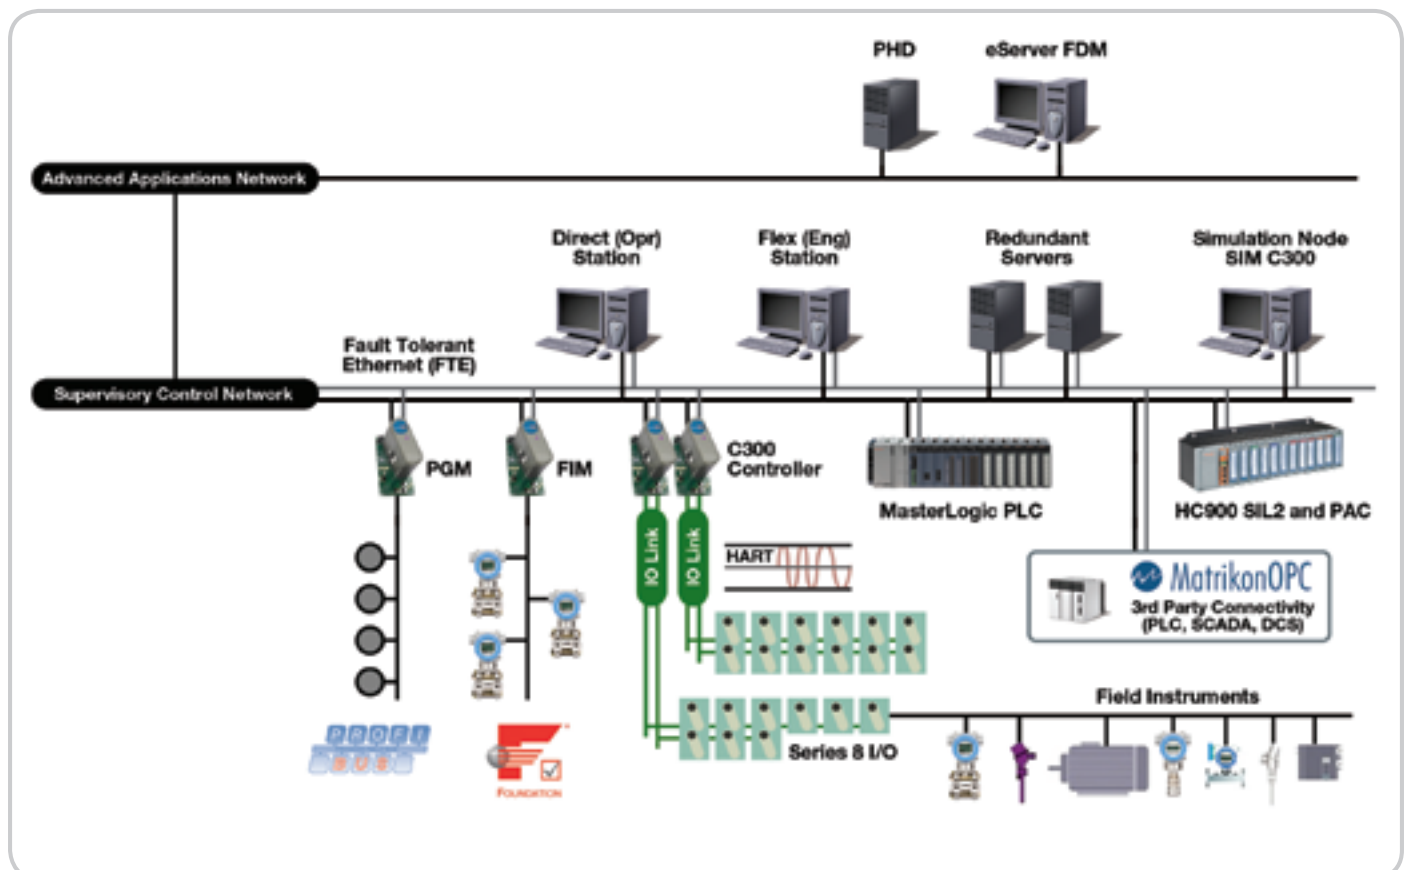 PHD
eServer FDM
Advanced Applications Network
Direct (Opr)
Station
Flex (Eng)
Station
Redundant
Servers
Simulation Node
SIM C300
Fault Tolerant
Ethernet (FTE)
Supervisory Control Network
PGM
FIM
C300
Controller
MasterLogic PLC
HC900 SIL2 and PAC
IO Link
IO Link
HART
MatrikonOPC
3rd Party Connectivity
(PLC, SCADA, DCS)
Field Instruments
Series 8 I/O
PROFI
BUS
FOUNDATION